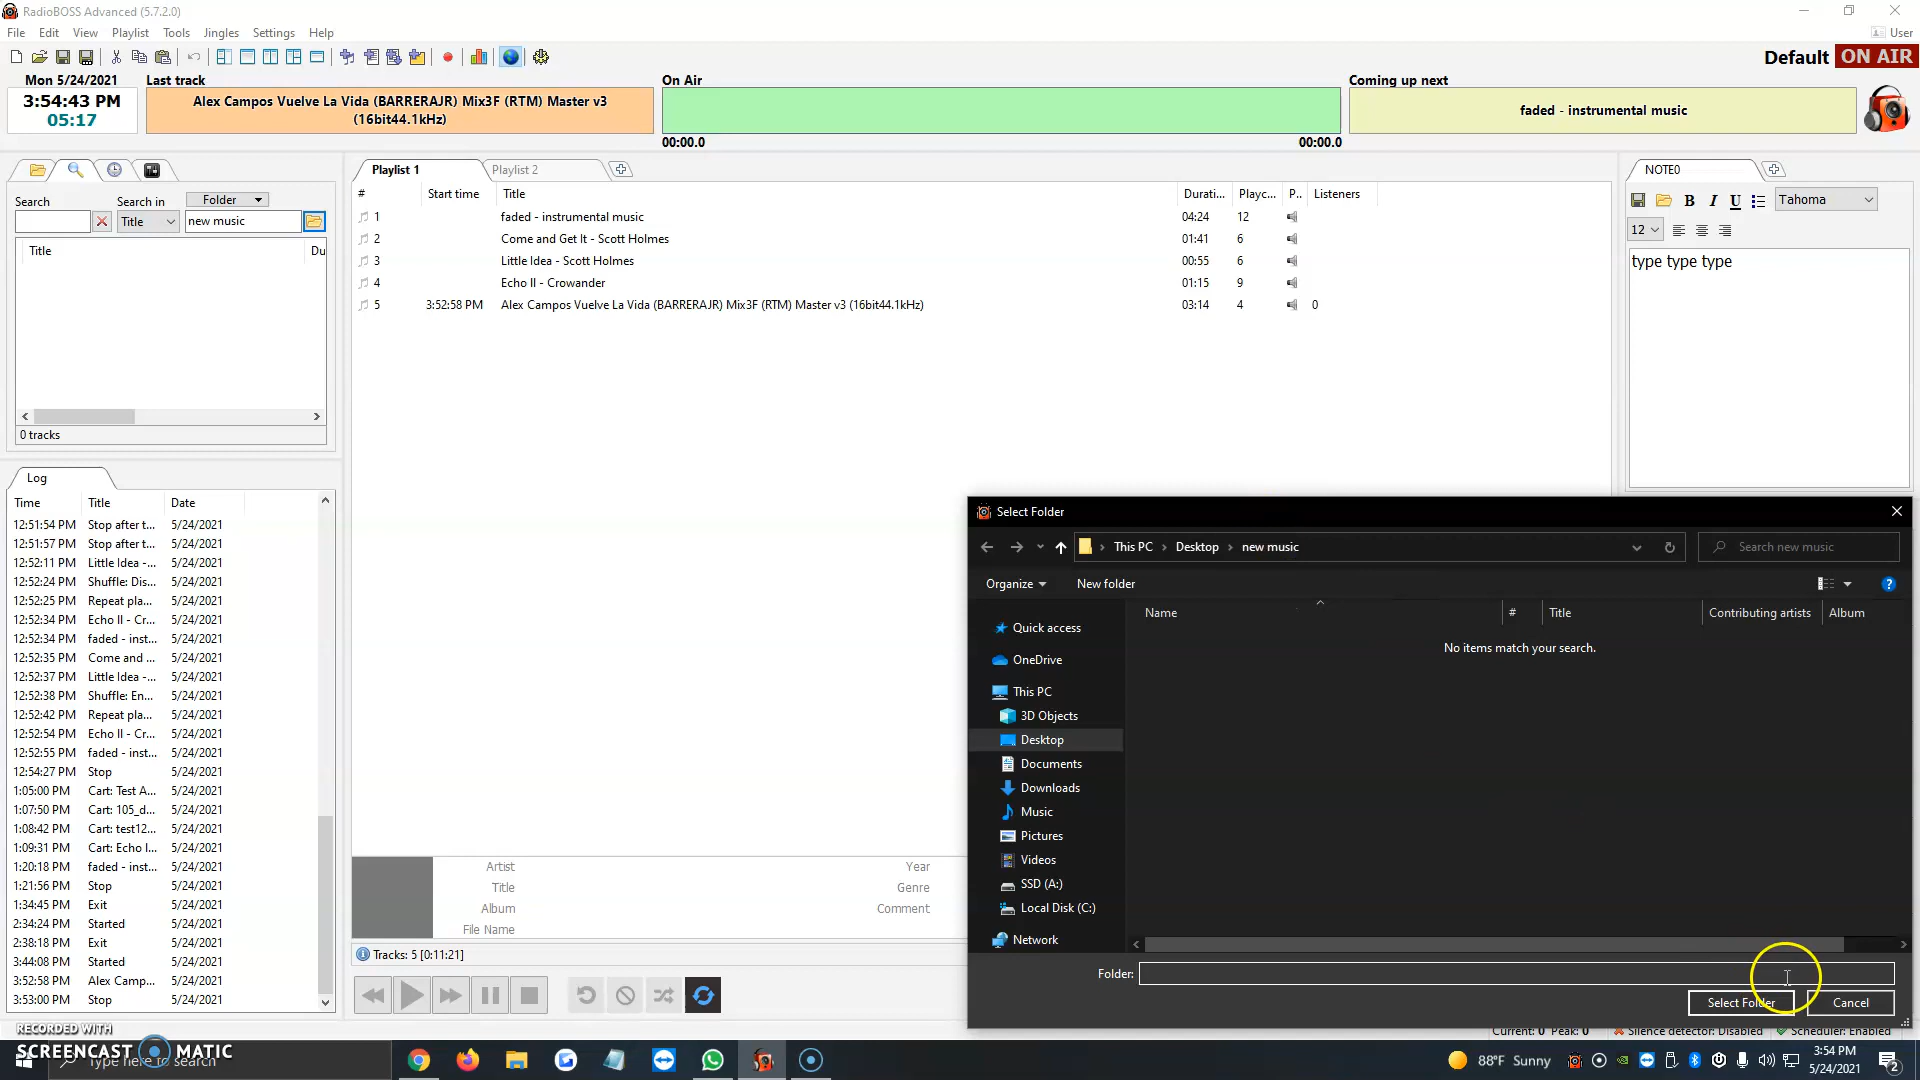 RadioBOSS Advanced (5.7.2.0)
File Edit View Playlist Tools Jingles Settings Help
User
Default ON AIR
Mon 5/24/2021
3:54:43 PM
05:17
Last track
Alex Campos Vuelve La Vida (BARRERAJR) Mix3F (RTM) Master v3
(16bit44.1kHz)
On Air
00:00.0 00:00.0
Coming up next
faded - instrumental music
Search Search in Folder
Title new music
Title Du
0 tracks
Playlist 1 Playlist 2
# Start time Title Durati... Playc... P.. Listeners
1 faded - instrumental music 04:24 12
2 Come and Get It - Scott Holmes 01:41 6
3 Little Idea - Scott Holmes 00:55 6
4 Echo II - Crowander 01:15 9
5 3:52:58 PM Alex Campos Vuelve La Vida (BARRERAJR) Mix3F (RTM) Master v3 (16bit44.1kHz) 03:14 4 0
NOTE0
B I U Tahoma
12
type type type
Log
Time Title Date
12:51:54 PM Stop after t... 5/24/2021
12:51:57 PM Stop after t... 5/24/2021
12:52:11 PM Little Idea -... 5/24/2021
12:52:24 PM Shuffle: Dis... 5/24/2021
12:52:25 PM Repeat pla... 5/24/2021
12:52:34 PM Echo II - Cr... 5/24/2021
12:52:34 PM faded - inst... 5/24/2021
12:52:35 PM Come and ... 5/24/2021
12:52:37 PM Little Idea -... 5/24/2021
12:52:38 PM Shuffle: En... 5/24/2021
12:52:42 PM Repeat pla... 5/24/2021
12:52:54 PM Echo II - Cr... 5/24/2021
12:52:55 PM faded - inst... 5/24/2021
12:54:27 PM Stop 5/24/2021
1:05:00 PM Cart: Test A... 5/24/2021
1:07:50 PM Cart: 105_d... 5/24/2021
1:08:42 PM Cart: test12... 5/24/2021
1:09:31 PM Cart: Echo I... 5/24/2021
1:20:18 PM faded - inst... 5/24/2021
1:21:56 PM Stop 5/24/2021
1:34:45 PM Exit 5/24/2021
2:34:24 PM Started 5/24/2021
2:38:18 PM Exit 5/24/2021
3:44:08 PM Started 5/24/2021
3:52:58 PM Alex Camp... 5/24/2021
3:53:00 PM Stop 5/24/2021
Artist Year
Title Genre
Album Comment
File Name
Tracks: 5 [0:11:21]
Select Folder
This PC Desktop new music
Search new music
Organize New folder
Name # Title Contributing artists Album
No items match your search.
Quick access
OneDrive
This PC
3D Objects
Desktop
Documents
Downloads
Music
Pictures
Videos
SSD (A:)
Local Disk (C:)
Network
Folder:
Select Folder Cancel
Current: 0 Peak: 0 Silence detector: Disabled Scheduler: Enabled
RECORDED WITH
SCREENCAST MATIC
Type here to search
88°F Sunny
3:54 PM
5/24/2021
2